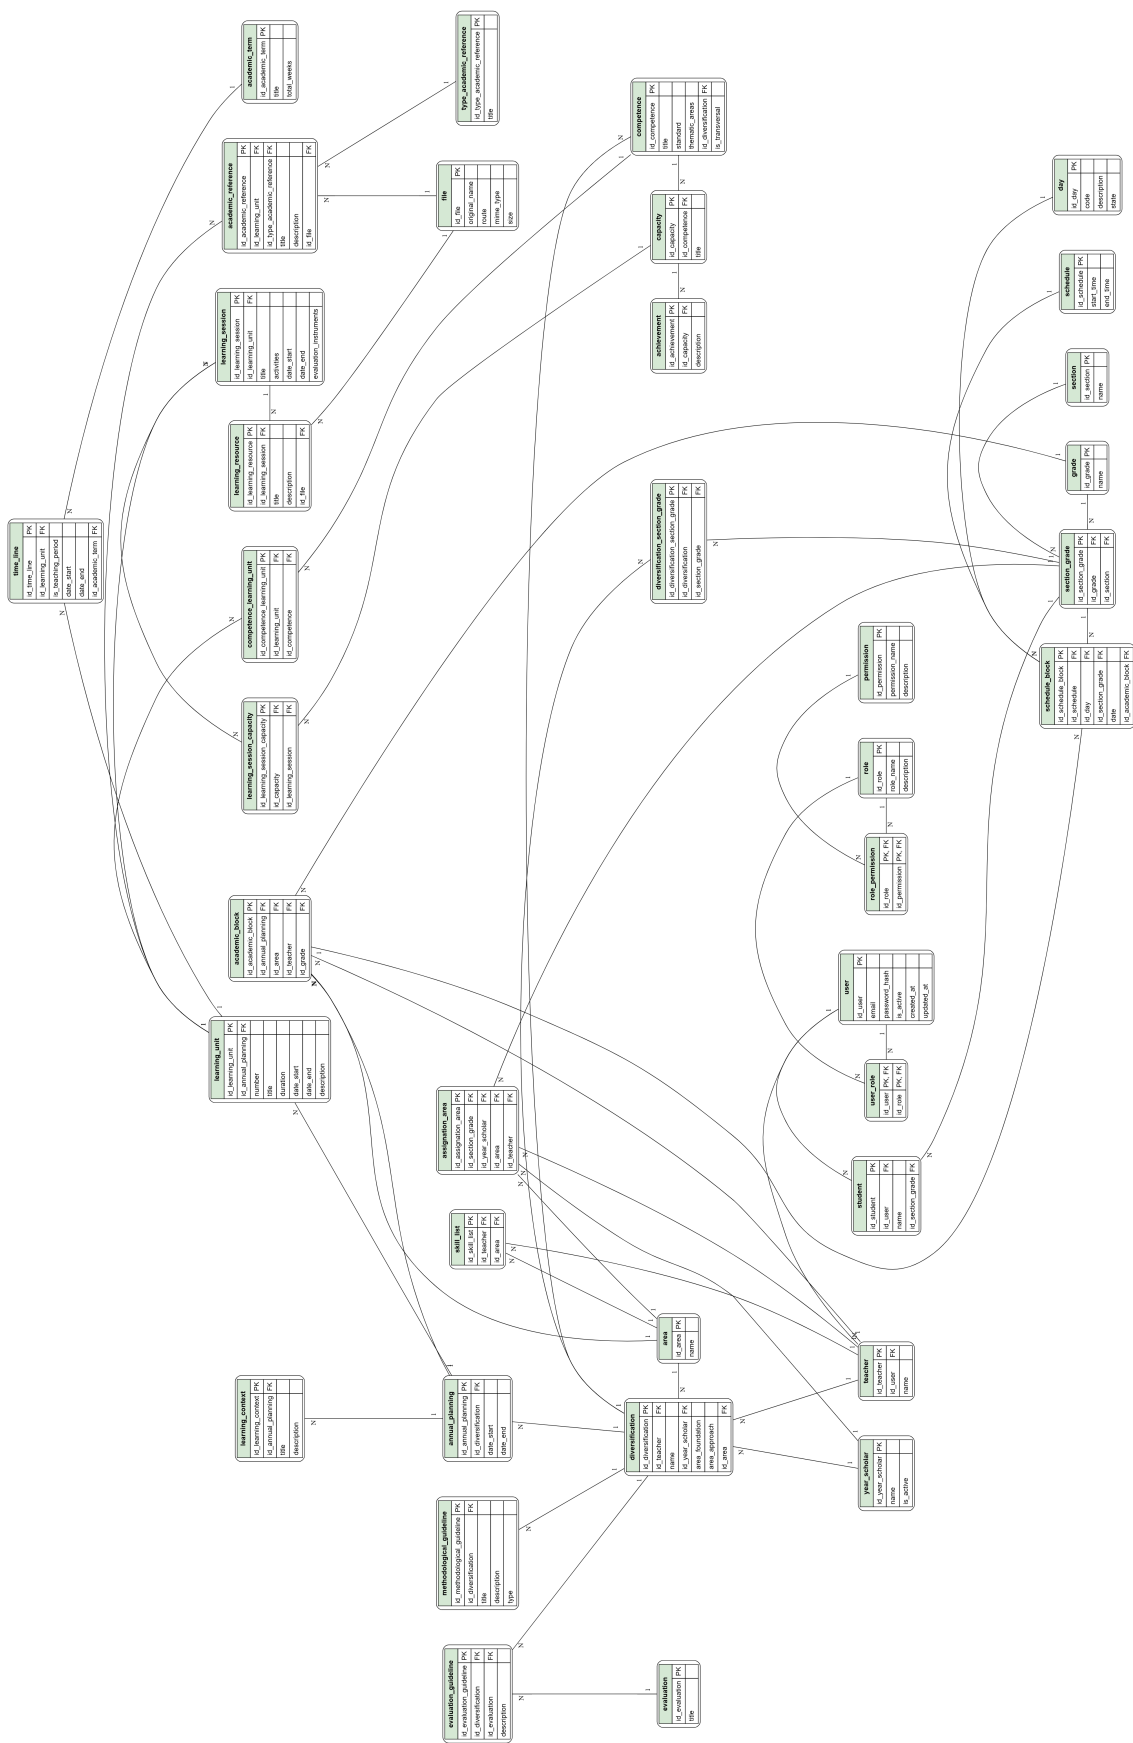 time_line
id_time_line PK
id_learning_unit FK
is_teaching_period
date_start
date_end
id_academic_term FK
learning_unit
id_learning_unit PK
id_annual_planning FK
number
title
duration
date_start
date_end
description
learning_context
id_learning_context PK
id_annual_planning FK
title
description
academic_block
id_academic_block PK
id_annual_planning FK
id_area FK
id_teacher FK
id_grade FK
learning_session_capacity
id_learning_session_capacity PK
id_capacity FK
id_learning_session FK
competence_learning_unit
id_competence_learning_unit PK
id_learning_unit FK
id_competence FK
learning_resource
id_learning_resource PK
id_learning_session FK
title
description
id_file FK
learning_session
id_learning_session PK
id_learning_unit FK
title
activities
date_start
date_end
evaluation_instruments
academic_reference
id_academic_reference PK
id_learning_unit FK
id_type_academic_reference FK
title
description
id_file FK
academic_term
id_academic_term PK
title
total_weeks
evaluation_guideline
id_evaluation_guideline PK
id_diversification FK
id_evaluation FK
description
methodological_guideline
id_methodological_guideline PK
id_diversification FK
title
description
type
annual_planning
id_annual_planning PK
id_diversification FK
date_start
date_end
skill_list
id_skill_list PK
id_teacher FK
id_area FK
assignation_area
id_assignation_area PK
id_section_grade FK
id_year_scholar FK
id_area FK
id_teacher FK
file
id_file PK
original_name
route
mime_type
size
type_academic_reference
id_type_academic_reference PK
title
evaluation
id_evaluation PK
title
diversification
id_diversification PK
id_teacher FK
name
id_year_scholar FK
area_foundation
area_approach
id_area FK
area
id_area PK
name
diversification_section_grade
id_diversification_section_grade PK
id_diversification FK
id_section_grade FK
achievement
id_achievement PK
id_capacity FK
description
capacity
id_capacity PK
id_competence FK
title
competence
id_competence PK
title
standard
thematic_areas
id_diversification FK
is_transversal
year_scholar
id_year_scholar PK
name
is_active
teacher
id_teacher PK
id_user FK
name
student
id_student PK
id_user FK
name
id_section_grade FK
user_role
id_user PK, FK
id_role PK, FK
user
id_user PK
email
password_hash
is_active
created_at
updated_at
role_permission
id_role PK, FK
id_permission PK, FK
role
id_role PK
role_name
description
permission
id_permission PK
permission_name
description
schedule_block
id_schedule_block PK
id_schedule FK
id_day FK
id_section_grade FK
date
id_academic_block FK
section_grade
id_section_grade PK
id_grade FK
id_section FK
grade
id_grade PK
name
section
id_section PK
name
schedule
id_schedule PK
start_time
end_time
day
id_day PK
code
description
state